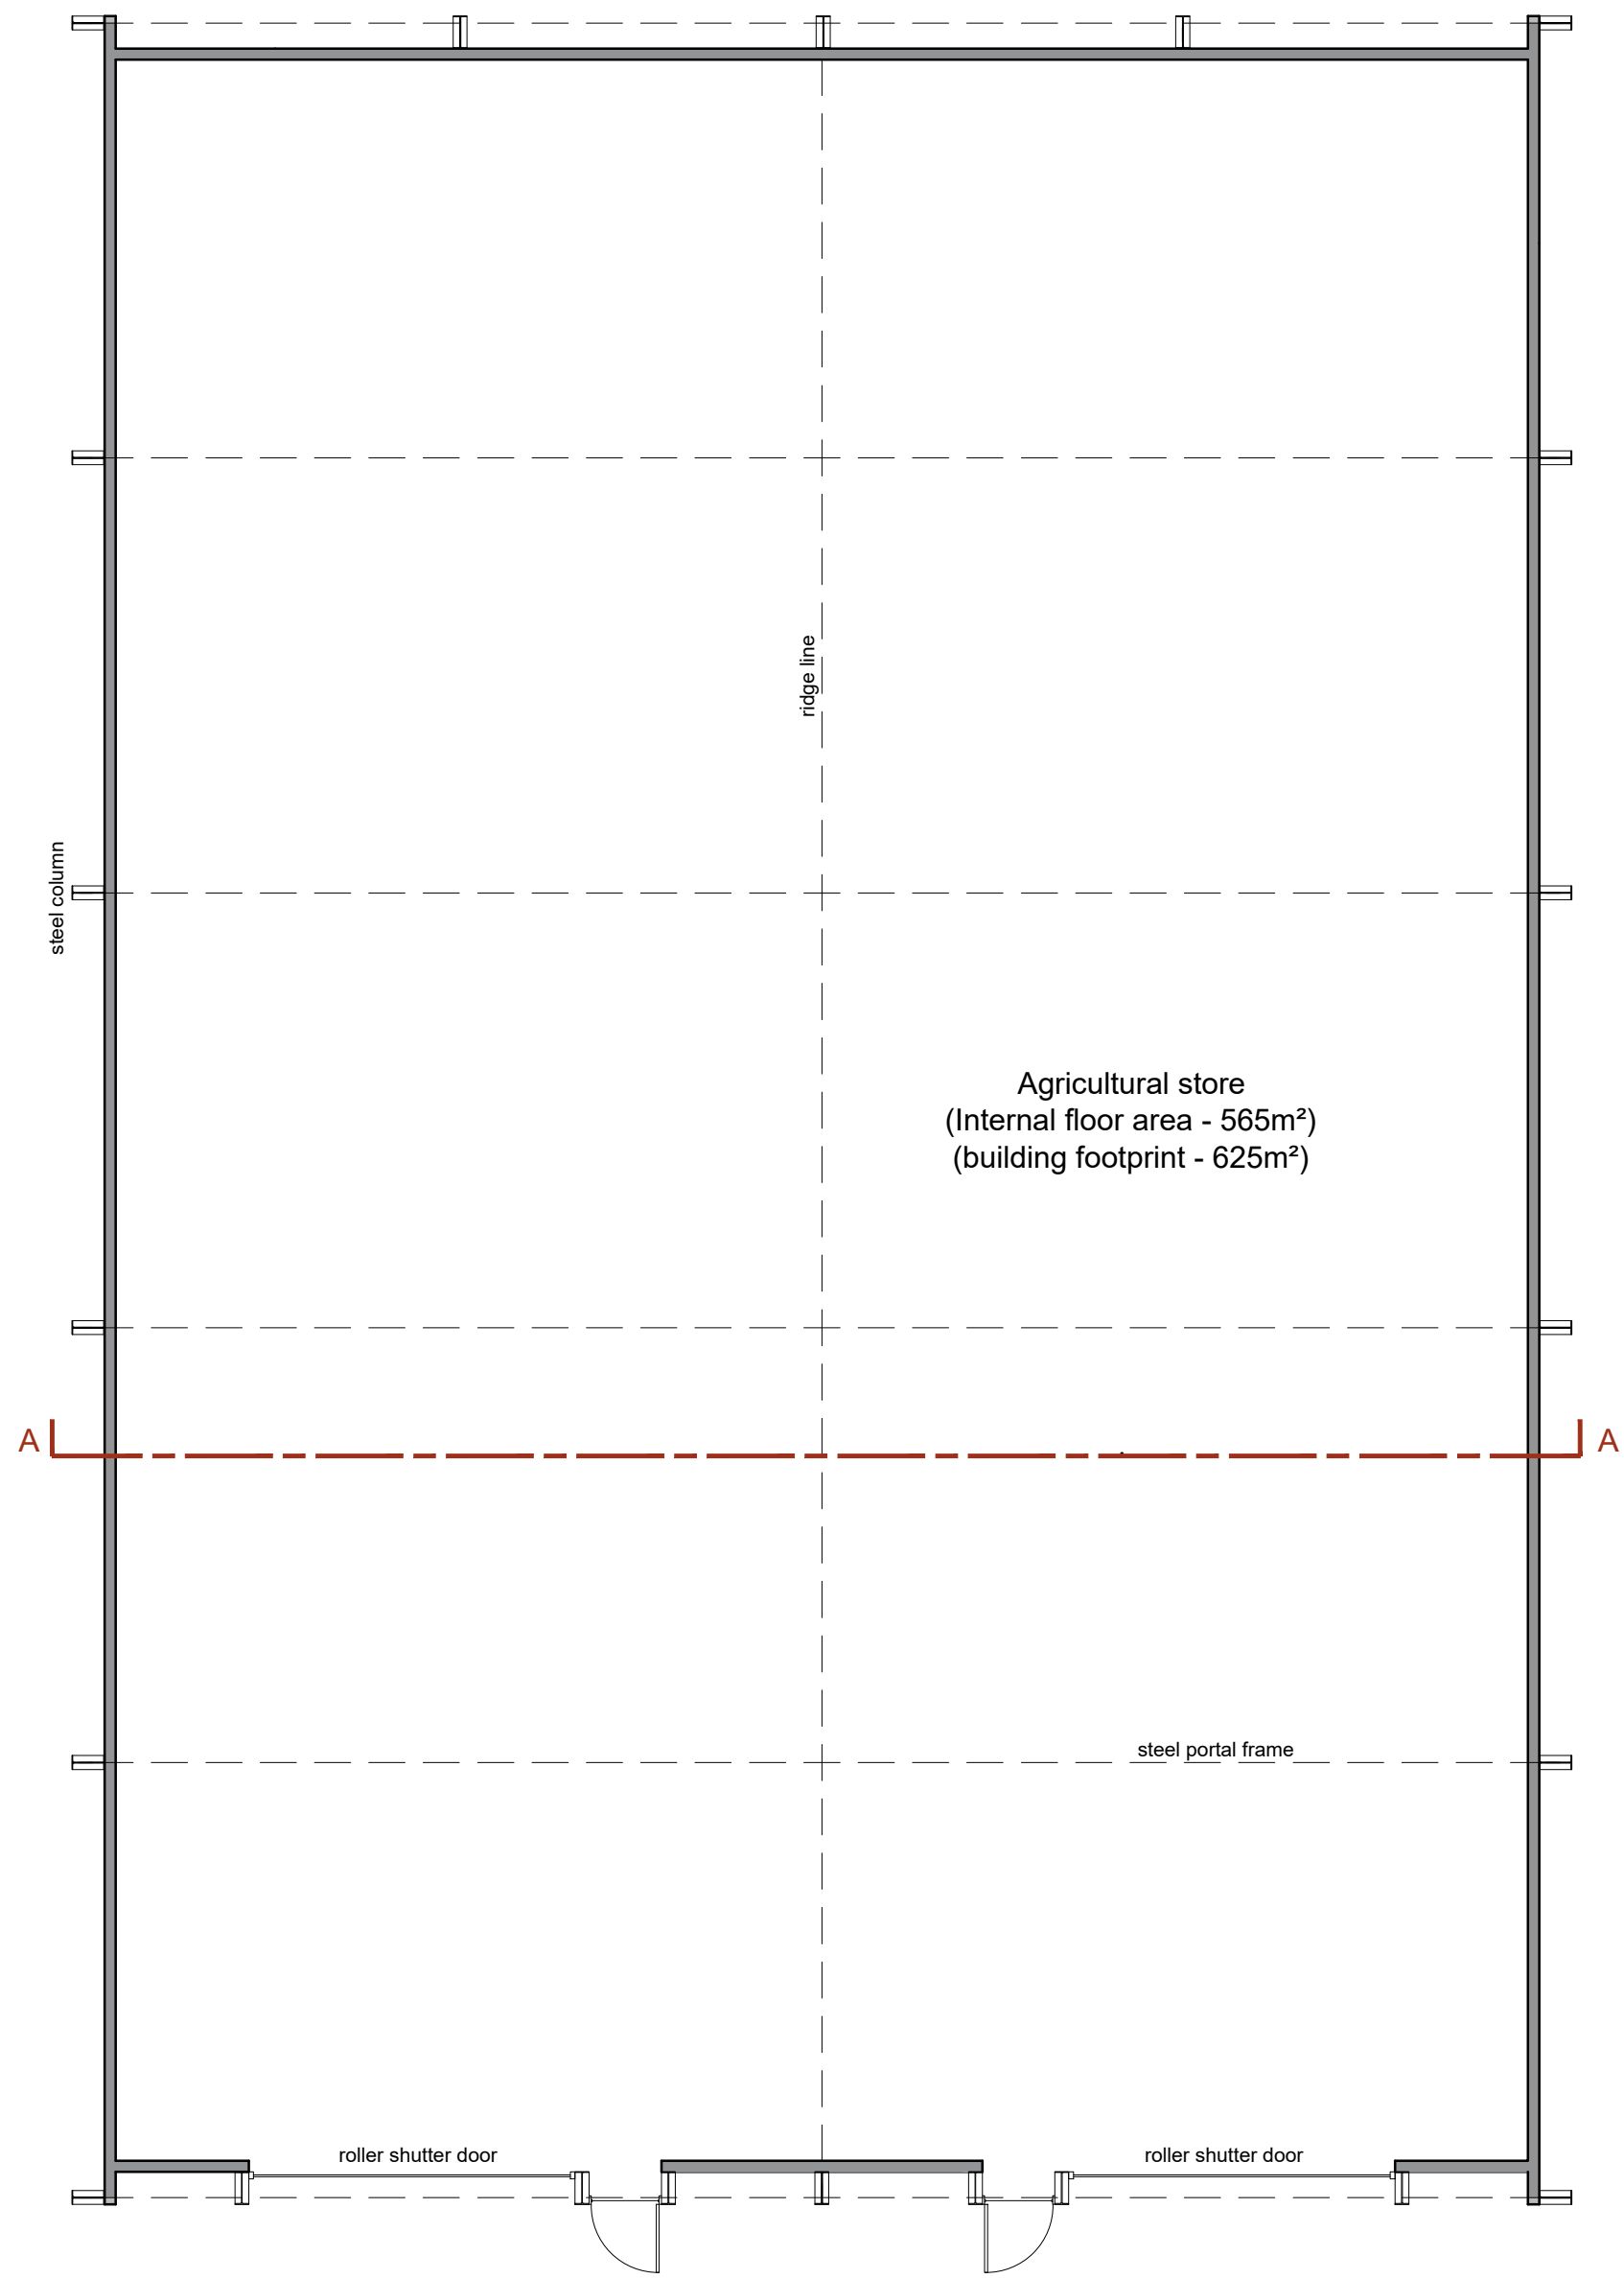 ridge line
steel column
Agricultural store
(Internal floor area - 565m²)
(building footprint - 625m²)
A
A
steel portal frame
roller shutter door
roller shutter door